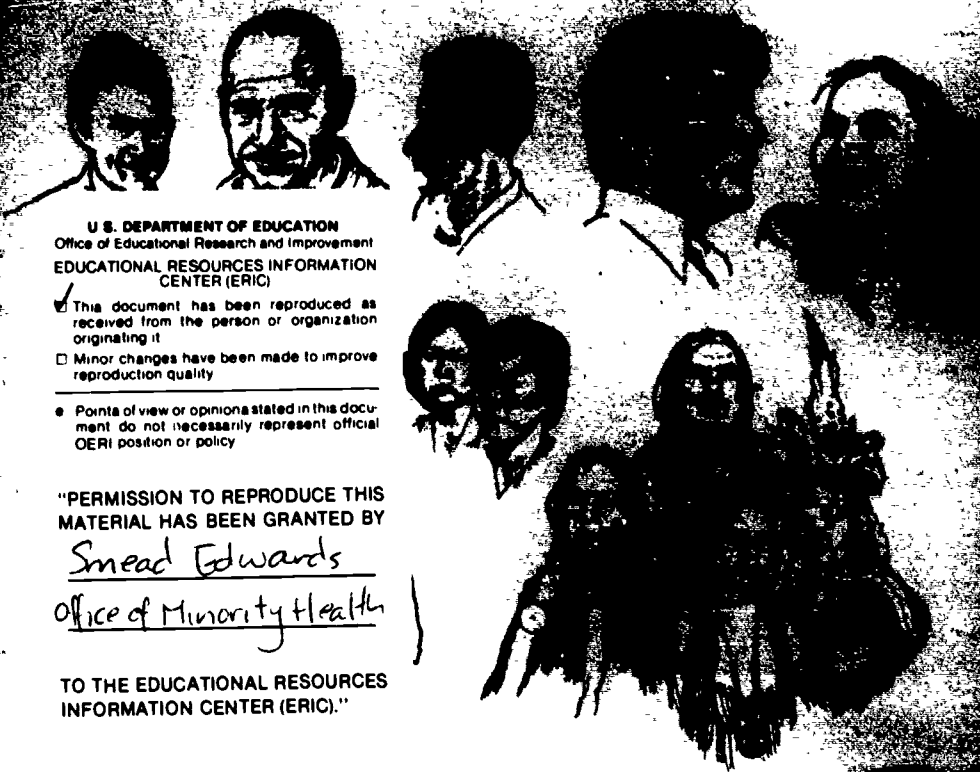 U S. DEPARTMENT OF EDUCATION
Office of Educational Research and Improvement
EDUCATIONAL RESOURCES INFORMATION
CENTER (ERIC)
This document has been reproduced as
received from the person or organization
originating it
Minor changes have been made to improve
reproduction quality
Points of view or opinions stated in this docu-
ment do not necessarily represent official
OERI position or policy
"PERMISSION TO REPRODUCE THIS
MATERIAL HAS BEEN GRANTED BY
Smead Edwards
Office of Minority Health
TO THE EDUCATIONAL RESOURCES
INFORMATION CENTER (ERIC)."